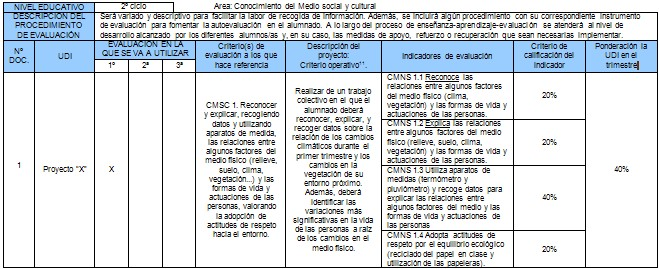 NIVEL EDUCATIVO
2º ciclo
Area: Conocimiento del Medio social y cultural
DESCRIPCIÓN DEL
PROCEDIMIENTO
DE EVALUACIÓN
Será variado y descriptivo para facilitar la labor de recogida de información. Además, se incluirá algún procedimiento con su correspondiente instrumento
de evaluación para fomentar la autoevaluación en el alumnado. A lo largo del proceso de enseñanza-aprendizaje-evaluación se atenderá al nivel de
desarrollo alcanzado por los diferentes alumnos/as y, en su caso, las medidas de apoyo, refuerzo o recuperación que sean necesarias implementar.
Nº
DOC.
UDI
EVALUACIÓN EN LA
QUE SE VA A UTILIZAR
1º
2ª
3ª
Criterio(s) de
evaluación a los que
hace referencia
Descripción del
proyecto:
Criterio operativo¹¹.
Indicadores de evaluación
Criterio de
calificación del
indicador
Ponderación la
UDI en el
trimestre
1
Proyecto "X"
X
CMSC 1. Reconocer
y explicar, recogiendo
datos y utilizando
aparatos de medida,
las relaciones entre
algunos factores del
medio físico (relieve,
suelo, clima,
vegetación...) y las
formas de vida y
actuaciones de las
personas, valorando
la adopción de
actitudes de respeto
hacia el entorno.
Realizar de un trabajo
colectivo en el que el
alumnado deberá
reconocer, explicar, y
recoger datos sobre la
relación de los cambios
climáticos durante el
primer trimestre y los
cambios en la
vegetación de su
entorno próximo.
Además, deberá
identificar las
variaciones más
significativas en la vida
de las personas a raíz
de los cambios en el
medio físico.
CMNS 1.1 Reconoce las
relaciones entre algunos factores
del medio físico (clima,
vegetación) y las formas de vida y
actuaciones de las personas.
20%
CMNS 1.2 Explica las relaciones
entre algunos factores del medio
físico (relieve, suelo, clima,
vegetación) y las formas de vida y
actuaciones de las personas.
20%
CMNS 1.3 Utiliza aparatos de
medidas (termómetro y
pluviómetro) y recoge datos para
explicar las relaciones entre
algunos factores del medio y las
formas de vida y actuaciones de
las personas
40%
CMNS 1.4 Adopta actitudes de
respeto por el equilibrio ecológico
(reciclado del papel en clase y
utilización de las papeleras).
20%
40%